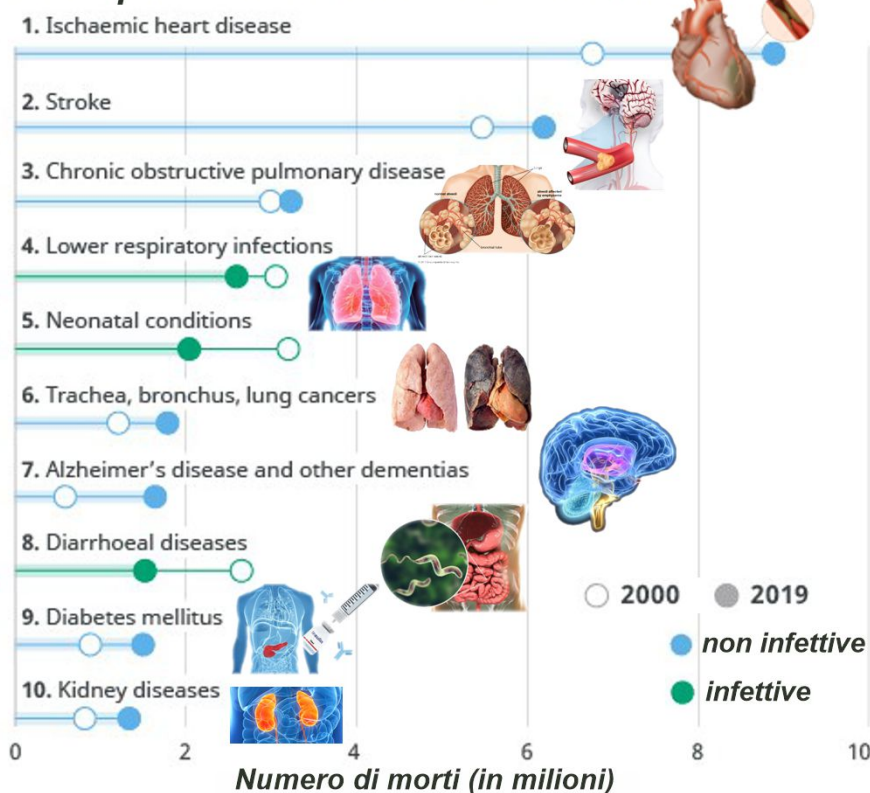 1. Ischaemic heart disease
2. Stroke
3. Chronic obstructive pulmonary disease
4. Lower respiratory infections
5. Neonatal conditions
6. Trachea, bronchus, lung cancers
7. Alzheimer's disease and other dementias
8. Diarrhoeal diseases
2000 2019
9. Diabetes mellitus
non infettive
10. Kidney diseases
infettive
0 2 4 6 8 10
Numero di morti (in milioni)